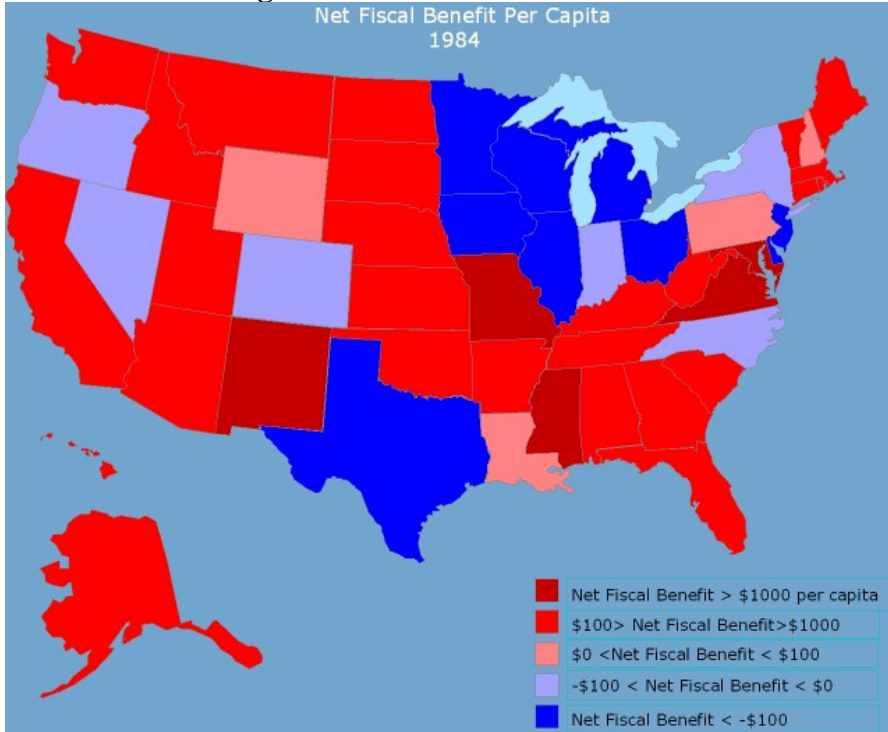 Net Fiscal Benefit Per Capita
1984
Net Fiscal Benefit > $1000 per capita
$100> Net Fiscal Benefit>$1000
$0 <Net Fiscal Benefit < $100
-$100 < Net Fiscal Benefit < $0
Net Fiscal Benefit < -$100